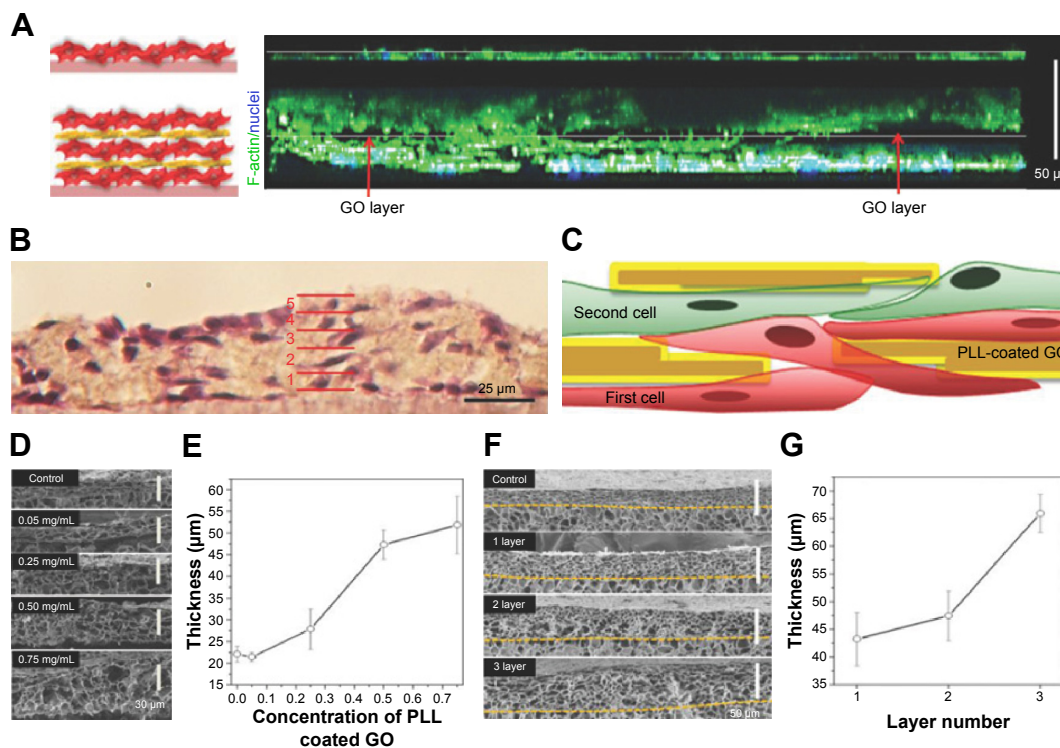 A
F-actin/nuclei
50 µ
GO layer
GO layer
B
5
4
3
2
1
25 µm
C
Second cell
PLL-coated GO
First cell
D
Control
0.05 mg/mL
0.25 mg/mL
0.50 mg/mL
0.75 mg/mL
30 µm
E
Thickness (µm)
60
55
50
45
40
35
30
25
20
15
0.0 0.1 0.2 0.3 0.4 0.5 0.6 0.7
Concentration of PLL
coated GO
F
Control
1 layer
2 layer
3 layer
50 µm
G
Thickness (µm)
70
65
60
55
50
45
40
35
1 2 3
Layer number